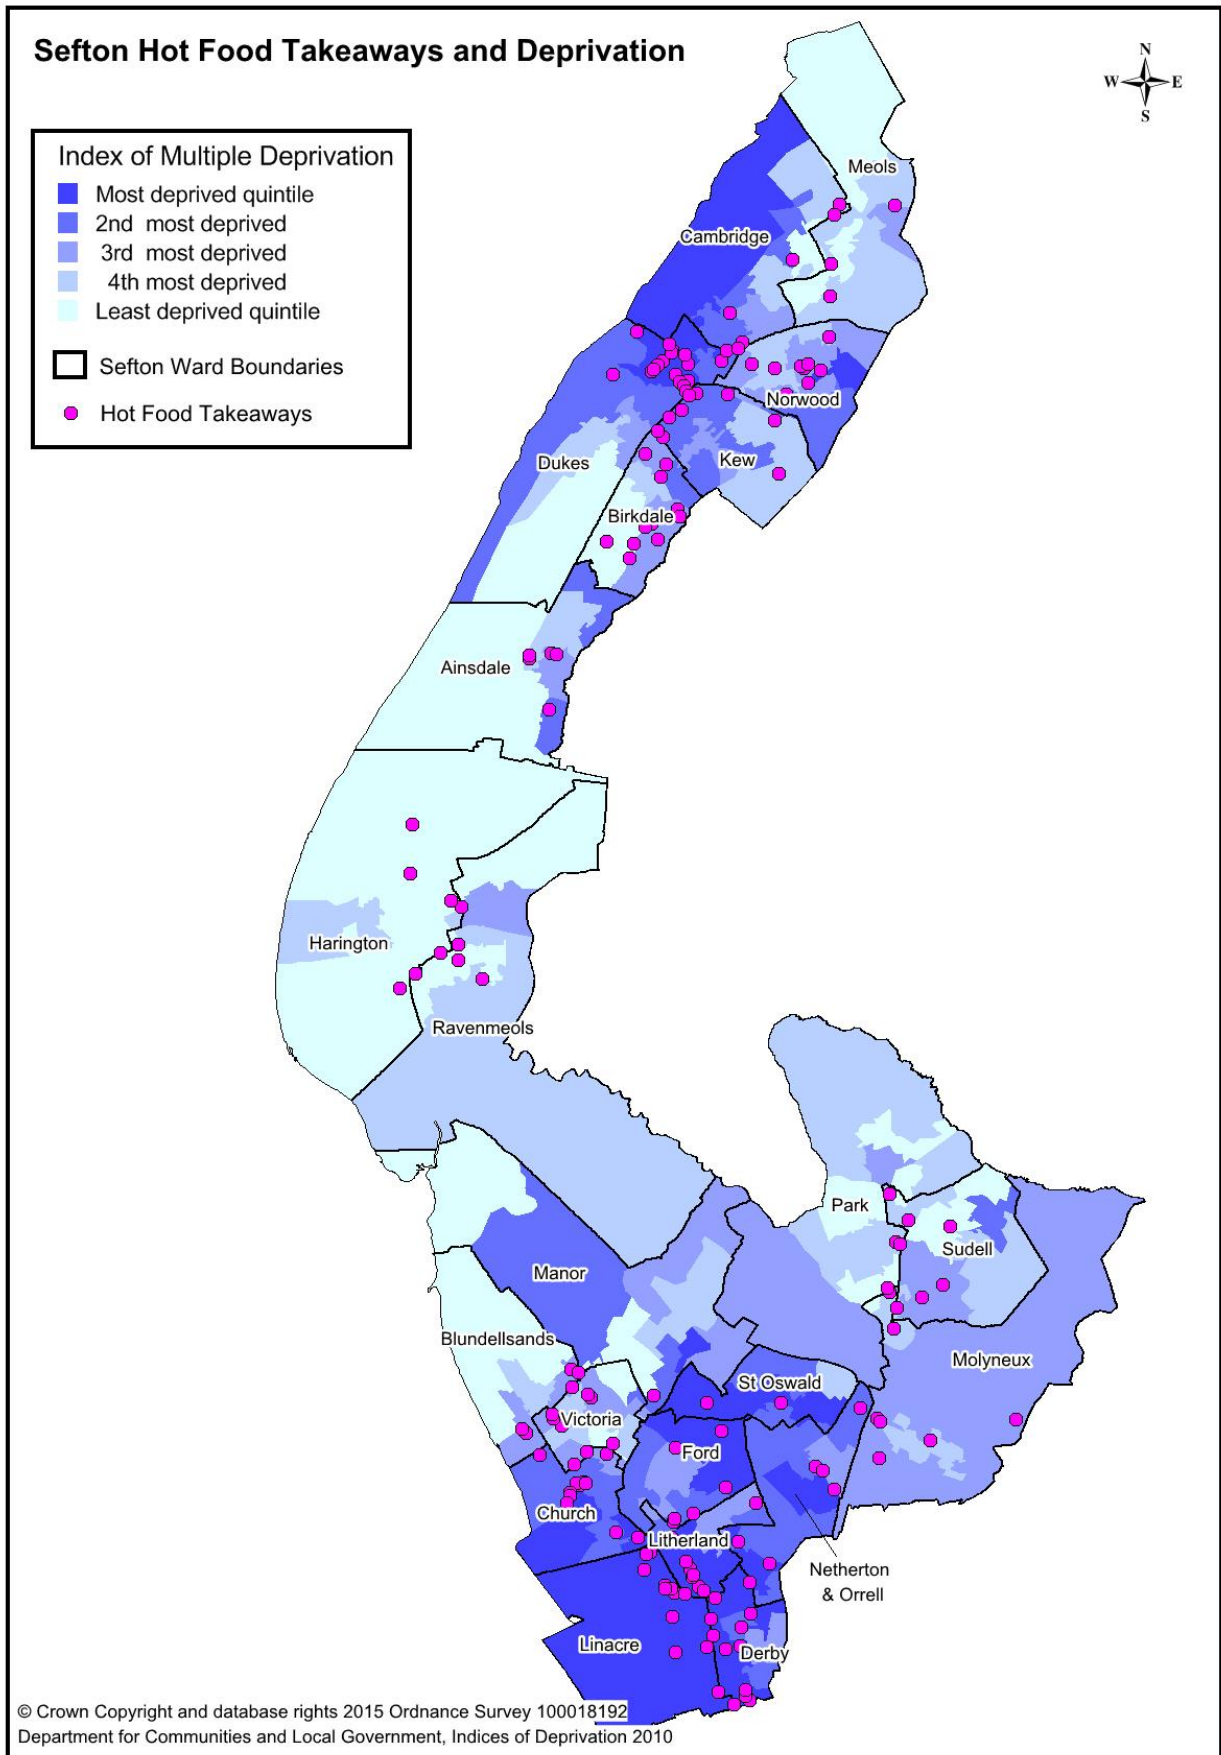 Sefton Hot Food Takeaways and Deprivation
N
W E
S
Index of Multiple Deprivation
Most deprived quintile
2nd most deprived
3rd most deprived
4th most deprived
Least deprived quintile
Sefton Ward Boundaries
Hot Food Takeaways
Meols
Cambridge
Norwood
Dukes
Kew
Birkdale
Ainsdale
Harington
Ravenmeols
Park
Sudell
Manor
Blundellsands
Molyneux
St Oswald
Victoria
Ford
Church
Litherland
Netherton
& Orrell
Linacre
Derby
© Crown Copyright and database rights 2015 Ordnance Survey 100018192
Department for Communities and Local Government, Indices of Deprivation 2010